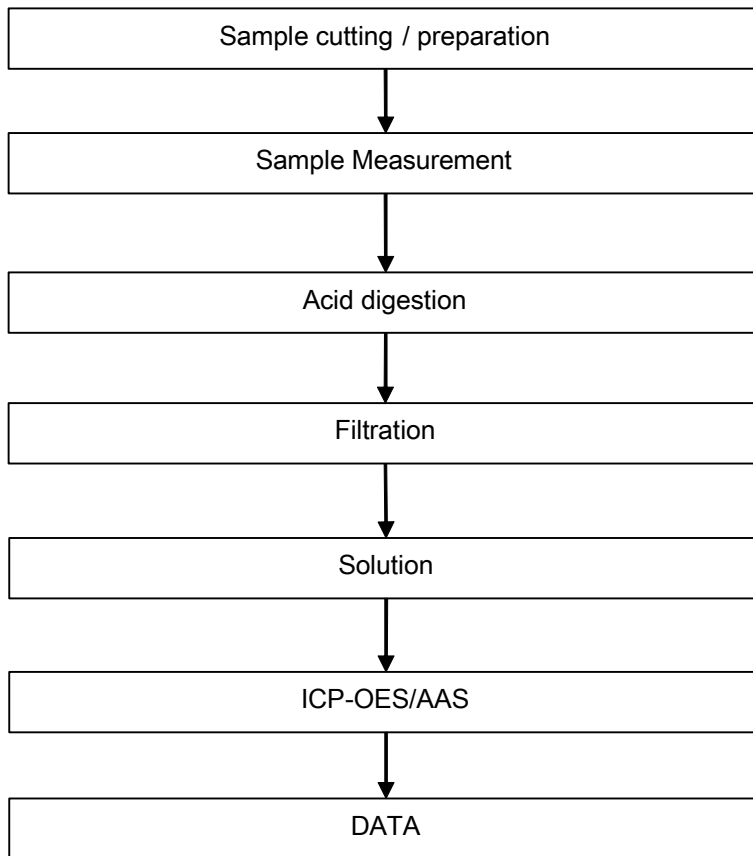 Sample cutting / preparation
Sample Measurement
Acid digestion
Filtration
Solution
ICP-OES/AAS
DATA